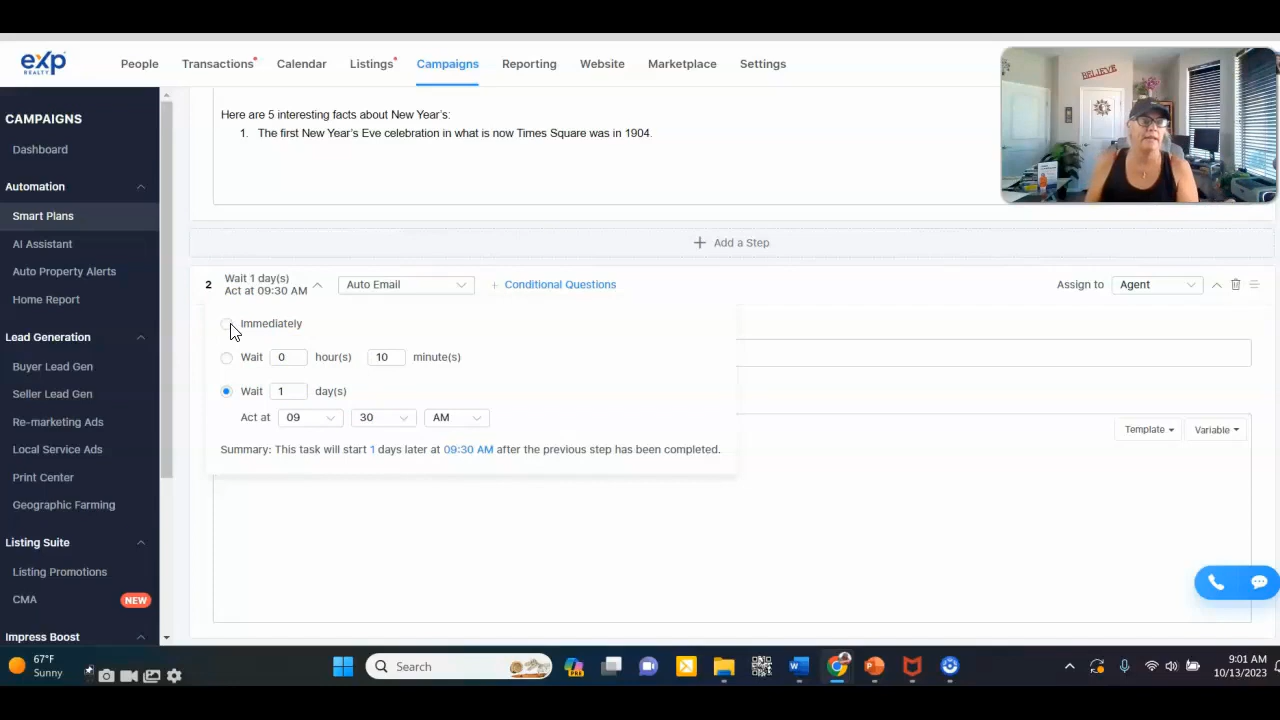 exp
REALTY
People
Transactions
Calendar
Listings
Campaigns
Reporting
Website
Marketplace
Settings
BELIEVE
CAMPAIGNS
Dashboard
Automation
Smart Plans
AI Assistant
Auto Property Alerts
Home Report
Lead Generation
Buyer Lead Gen
Seller Lead Gen
Re-marketing Ads
Local Service Ads
Print Center
Geographic Farming
Listing Suite
Listing Promotions
CMA NEW
Impress Boost
Here are 5 interesting facts about New Year's:
1. The first New Year's Eve celebration in what is now Times Square was in 1904.
+ Add a Step
2
Wait 1 day(s)
Act at 09:30 AM
Auto Email
+ Conditional Questions
Assign to Agent
Immediately
Wait 0 hour(s) 10 minute(s)
Wait 1 day(s)
Act at 09 30 AM
Summary: This task will start 1 days later at 09:30 AM after the previous step has been completed.
Template
Variable
67°F
Sunny
Search
PRE
9:01 AM
10/13/2023